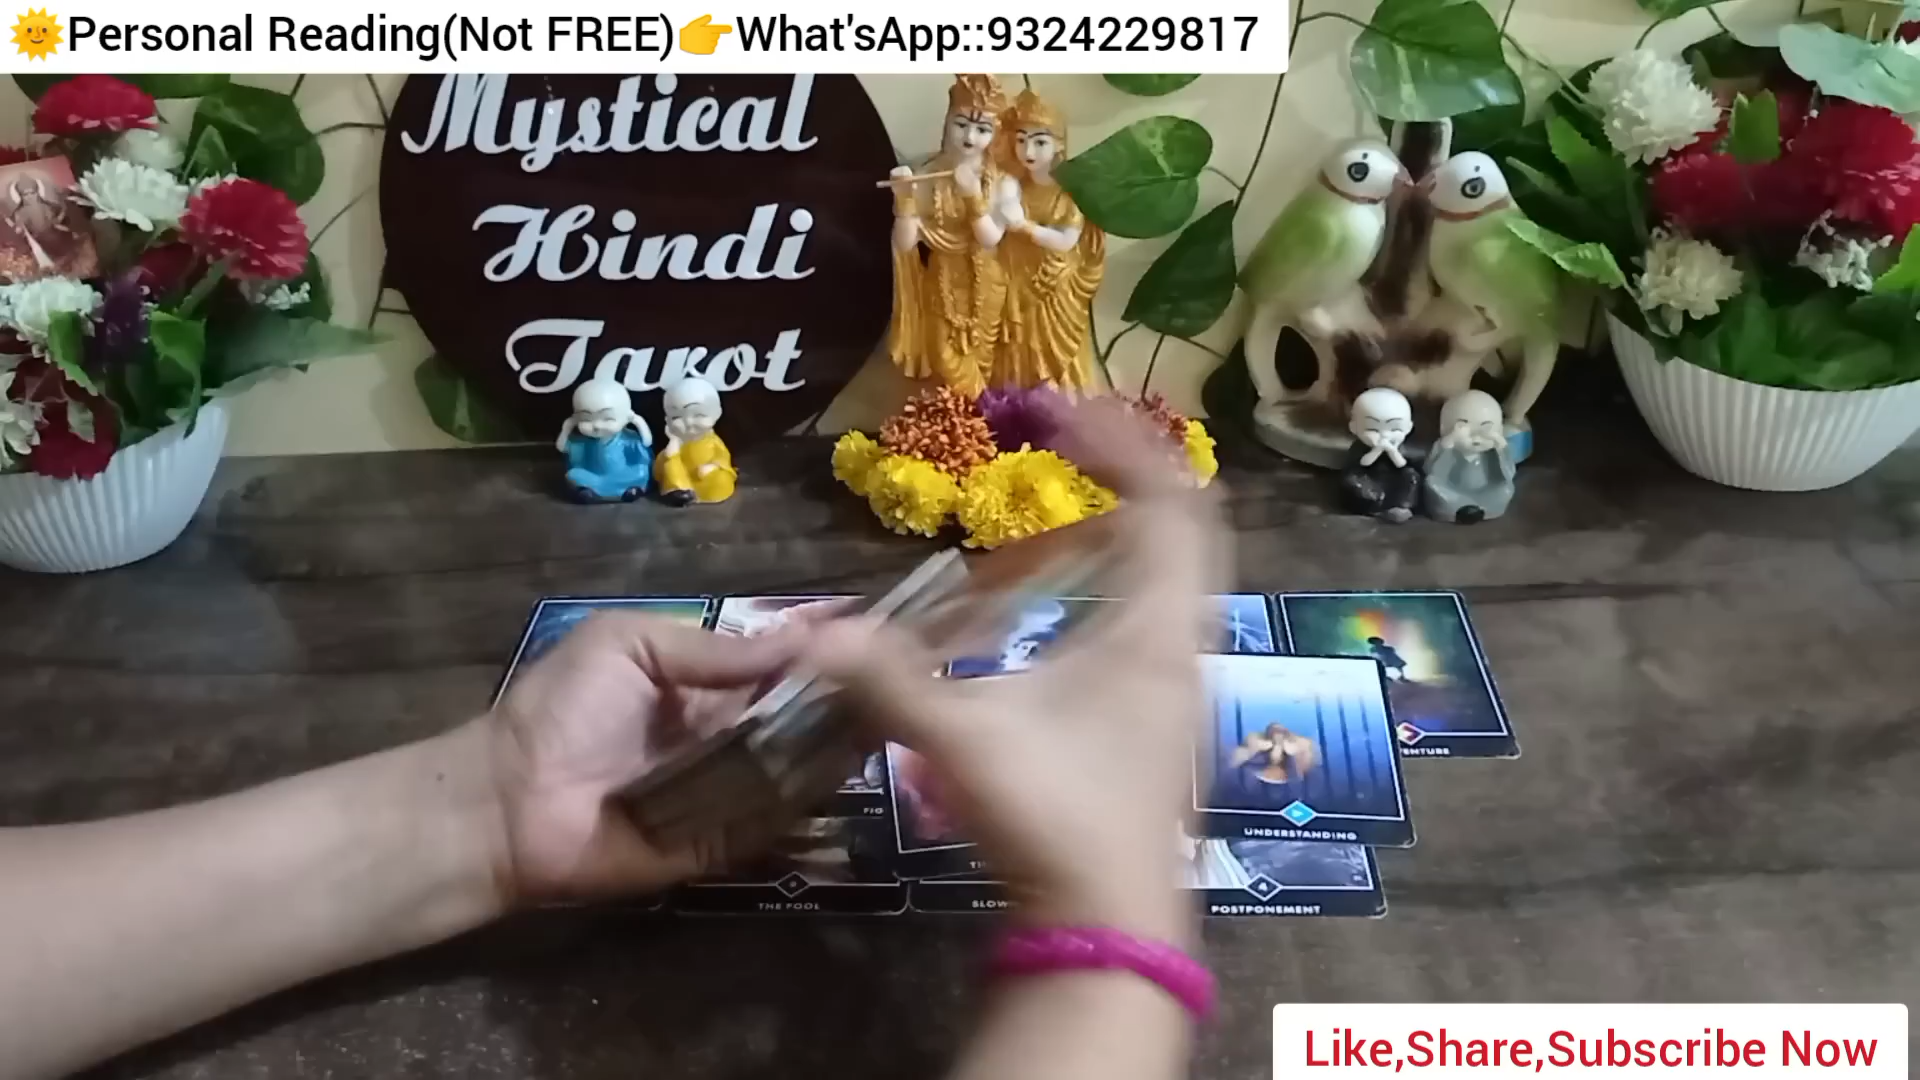 🌞Personal Reading(Not FREE)👉What'sApp::9324229817
Mystical
Hindi
Tarot
UNDERSTANDING
THE FOOL
POSTPONEMENT
Like,Share,Subscribe Now